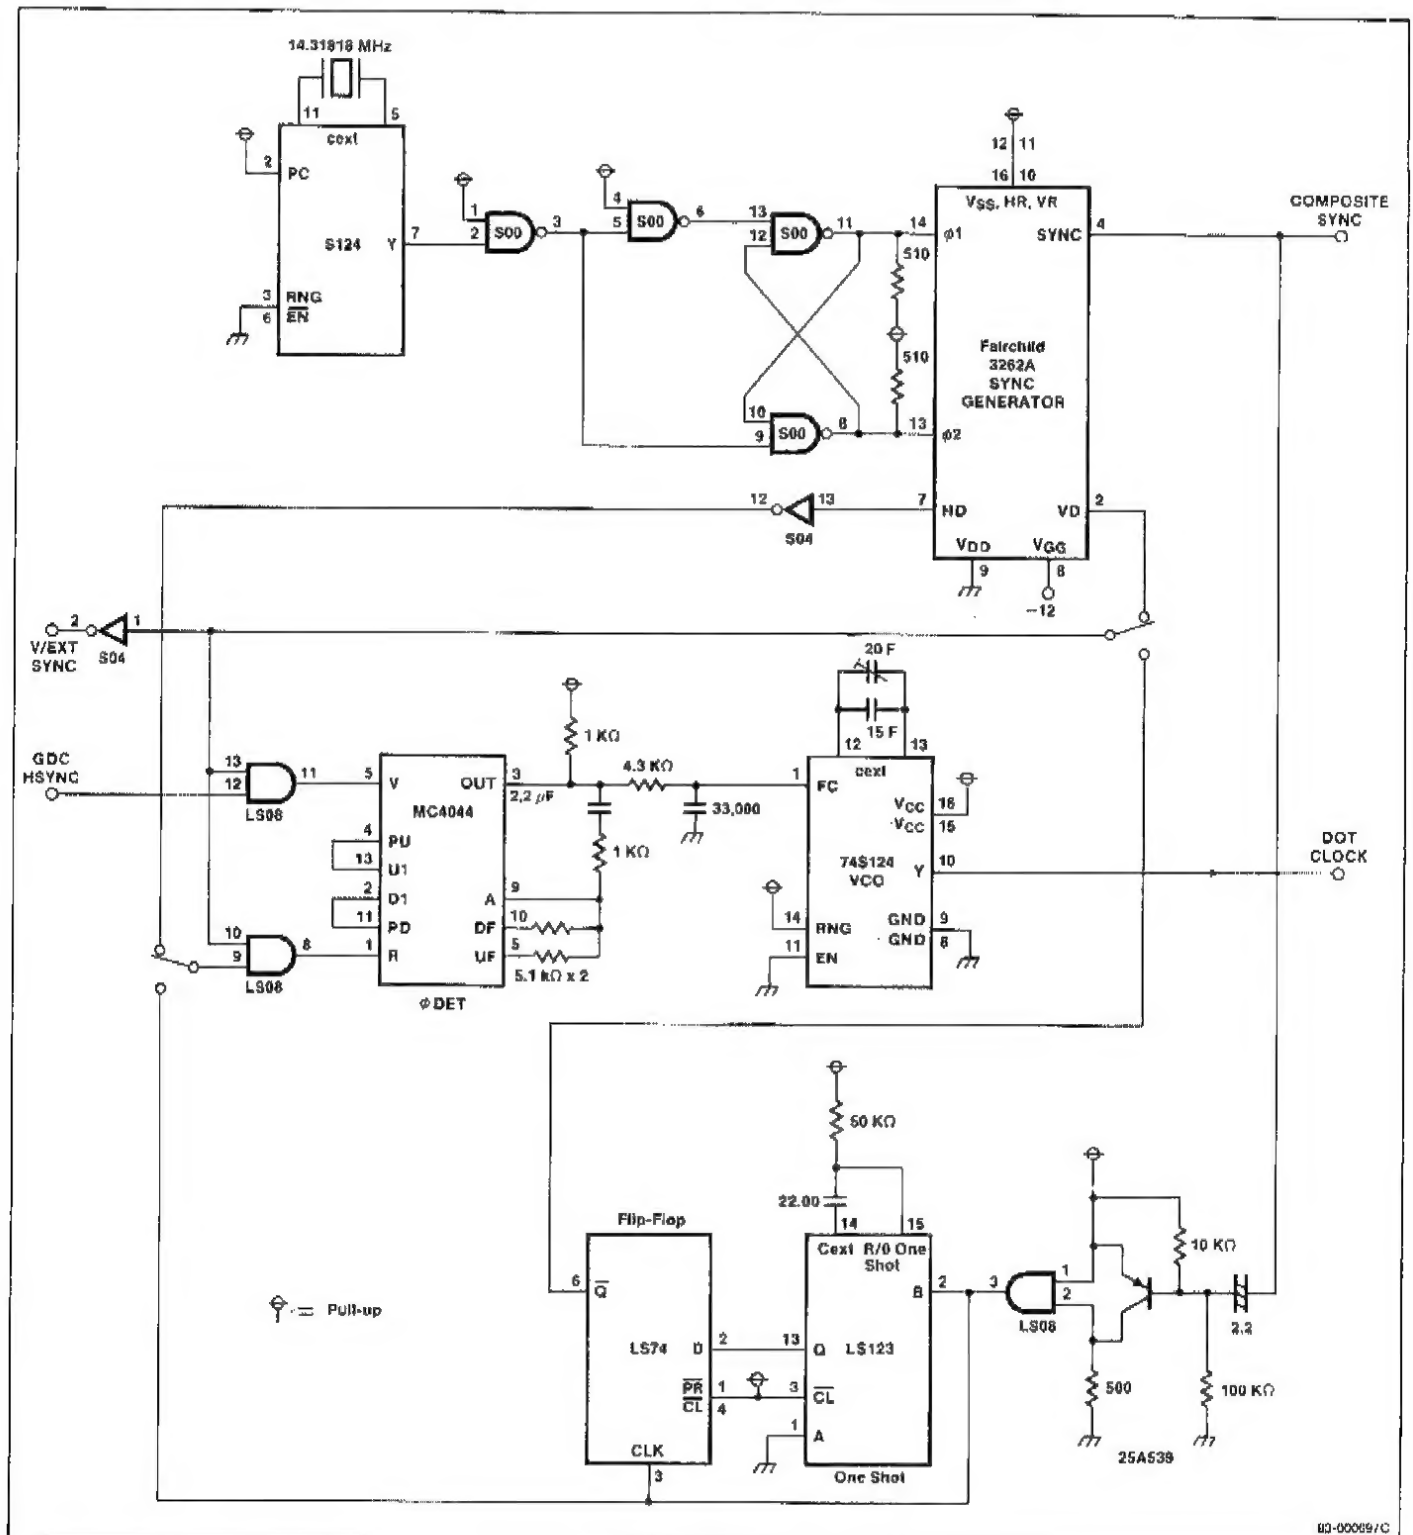 14.31818 MHz
11 5
cext
2 PC
S124 Y 7
3 RNG
6 EN
1
2 S00 3
4
5 S00 6
13
12 S00 11
10
9 S00 8
510
510
12 11
16 10
VSS, HR, VR
14 φ1 SYNC 4
Fairchild
3262A
SYNC
GENERATOR
13 φ2
7 HD VD 2
VDD VGG
9 8
-12
COMPOSITE
SYNC
12 13
S04
2 1
V/EXT
SYNC
S04
GDC
HSYNC
13
12 11
LS08
10
9 8
LS08
5 V OUT 3
2,2 µF
MC4044
4 PU
13 U1
2 D1 A 9
11 PD DF 10
1 R UF 5
5.1 kΩ x 2
φ DET
1 KΩ
4.3 KΩ
33,000
1 KΩ
20 F
15 F
12 13
cext
1 FC
VCC 16
VCC 15
74S124
VCO
Y 10
14 RNG GND 9
11 EN GND 8
DOT
CLOCK
50 KΩ
22.00
14 15
Cext R/0 One
Shot
B 2
13 Q LS123
3 CL
1 A
One Shot
Flip-Flop
6 Q
LS74 D 2
PR 1
CL 4
CLK
3
= Pull-up
3 1
2
LS08
10 KΩ
2.2
500
100 KΩ
25A539
83-000697C